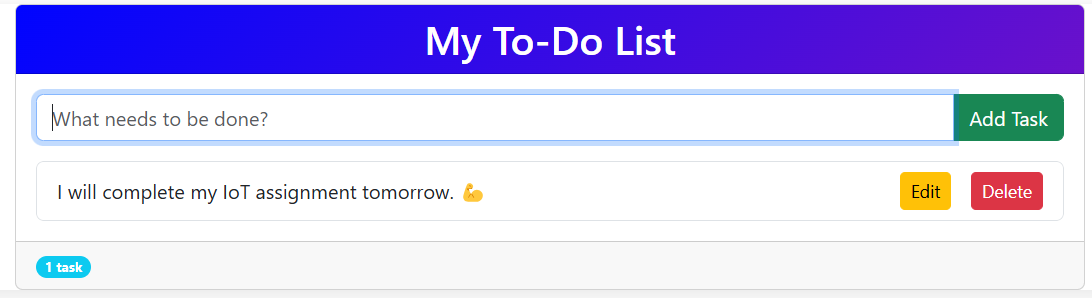 My To-Do List
What needs to be done?
Add Task
I will complete my IoT assignment tomorrow. 💪
Edit
Delete
1 task